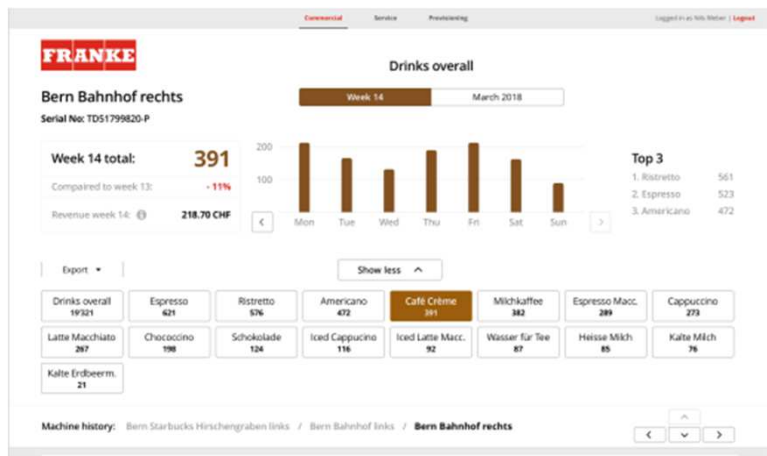 Commercial Service Provisioning Logged in as Nils Weber | Logout
FRANKE
Drinks overall
Bern Bahnhof rechts
Week 14 March 2018
Serial No: TD51799820-P
Week 14 total: 391
Compaired to week 13: - 11%
Revenue week 14: 218.70 CHF
200
100
Mon Tue Wed Thu Fri Sat Sun
Top 3
1. Ristretto 561
2. Espresso 523
3. Americano 472
Export Show less
Drinks overall Espresso Ristretto Americano Café Crème Milchkaffee Espresso Macc. Cappuccino
19'321 621 576 472 391 382 289 273
Latte Macchiato Chococcino Schokolade Iced Cappucino Iced Latte Macc. Wasser für Tee Heisse Milch Kalte Milch
267 198 124 116 92 87 85 76
Kalte Erdbeerm.
21
Machine history: Bern Starbucks Hirschengraben links / Bern Bahnhof links / Bern Bahnhof rechts